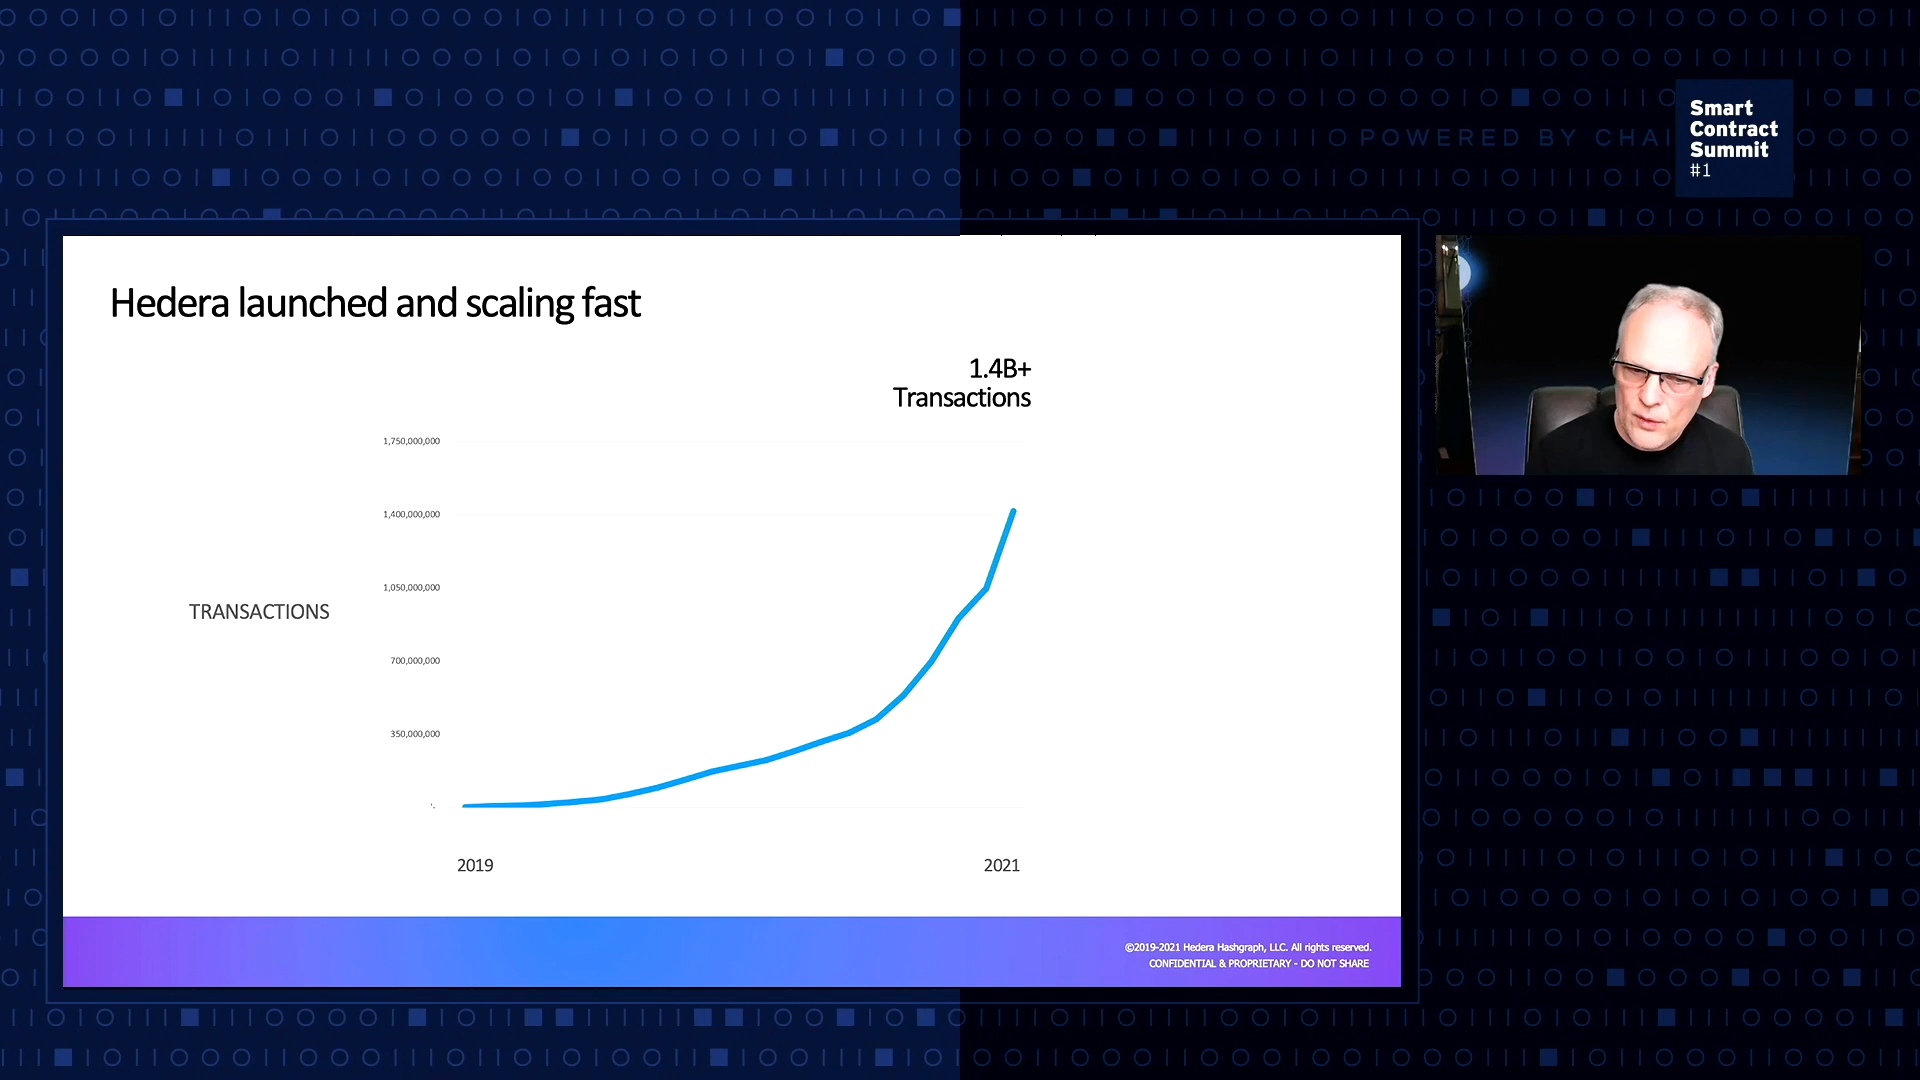 POWERED BY CHAI
Smart
Contract
Summit
#1
Hedera launched and scaling fast
1.4B+
Transactions
1,750,000,000
1,400,000,000
1,050,000,000
TRANSACTIONS
700,000,000
350,000,000
2019
2021
©2019-2021 Hedera Hashgraph, LLC. All rights reserved.
CONFIDENTIAL & PROPRIETARY - DO NOT SHARE